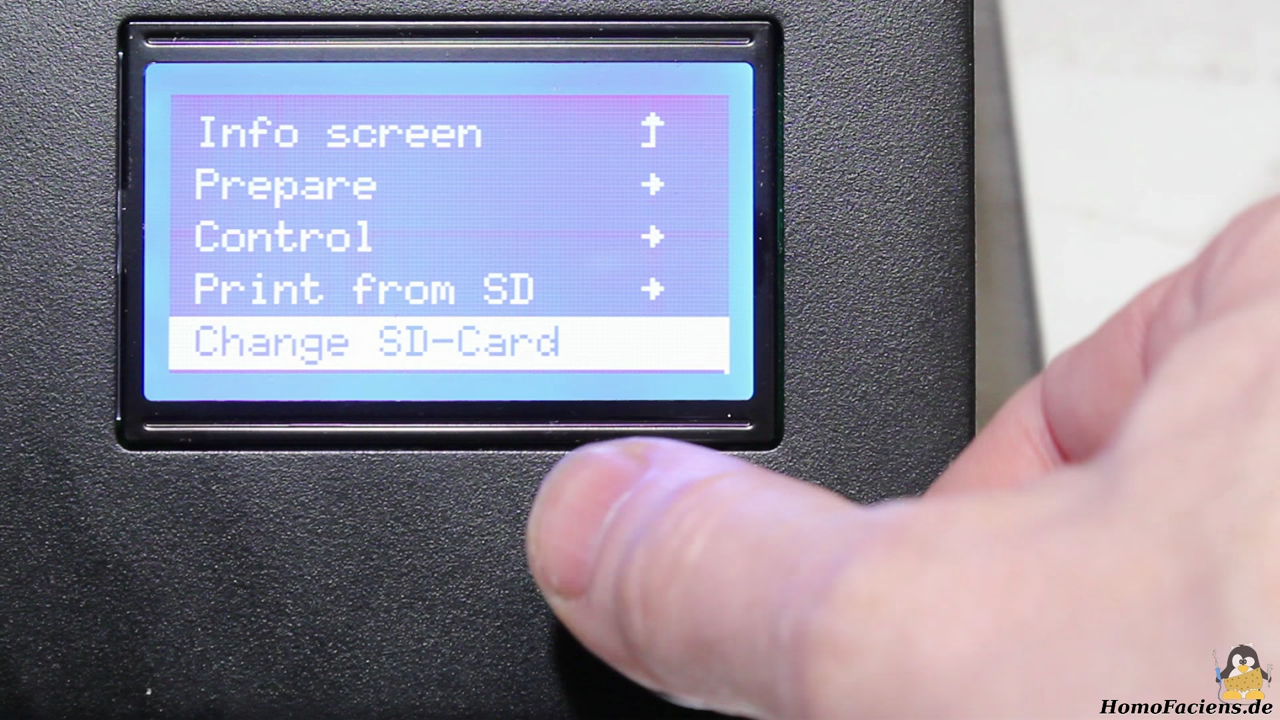 Info screen
Prepare
Control
Print from SD
Change SD-Card
HomoFaciens.de